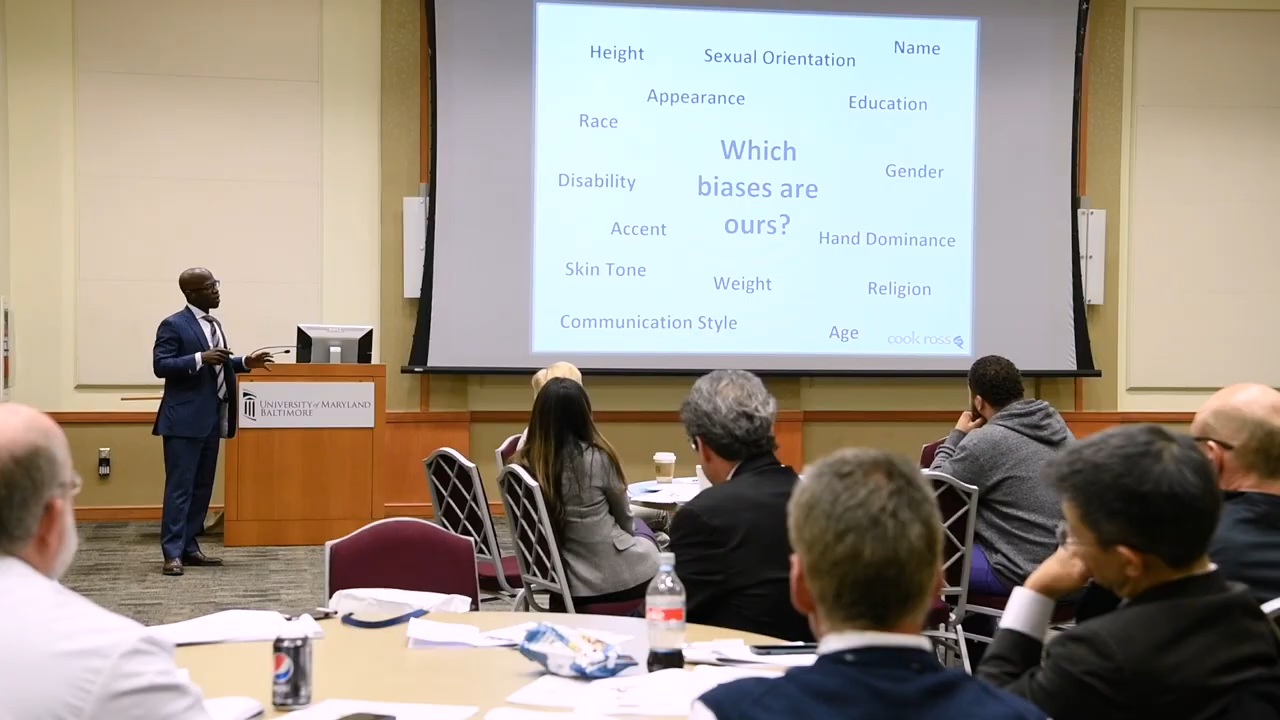 Height
Sexual Orientation
Name
Appearance
Education
Race
Which
biases are
ours?
Gender
Disability
Accent
Hand Dominance
Skin Tone
Weight
Religion
Communication Style
Age
cook ross
UNIVERSITY of MARYLAND
BALTIMORE
pepsi